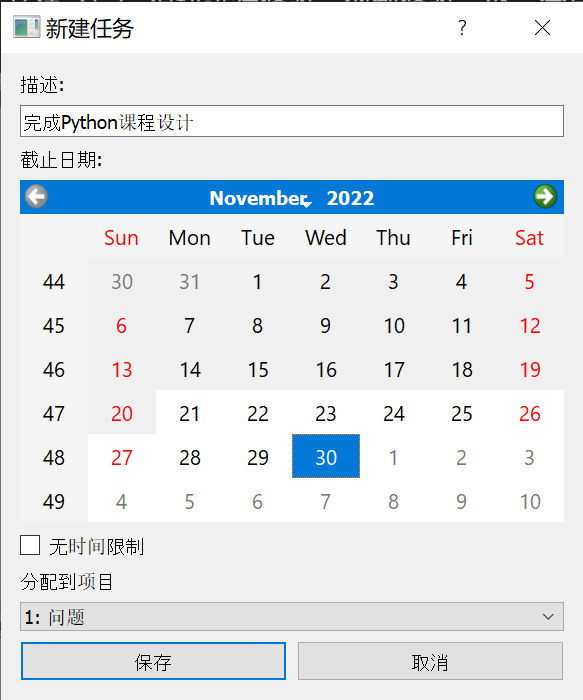 新建任务 ?
描述:
完成Python课程设计
截止日期:
November 2022
Sun Mon Tue Wed Thu Fri Sat
44 30 31 1 2 3 4 5
45 6 7 8 9 10 11 12
46 13 14 15 16 17 18 19
47 20 21 22 23 24 25 26
48 27 28 29 30 1 2 3
49 4 5 6 7 8 9 10
无时间限制
分配到项目
1: 问题
保存 取消